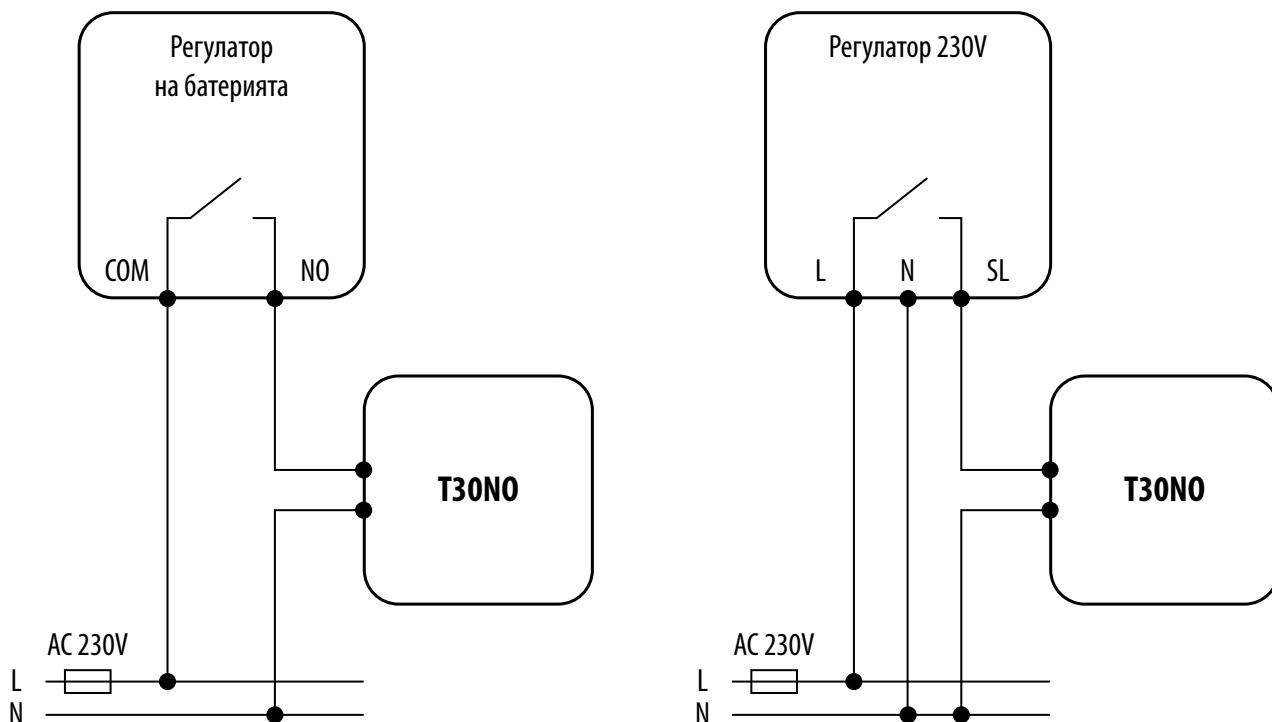 Регулатор
на батерията
COM
NO
T30NO
AC 230V
L
N
Регулатор 230V
L
N
SL
T30NO
AC 230V
L
N